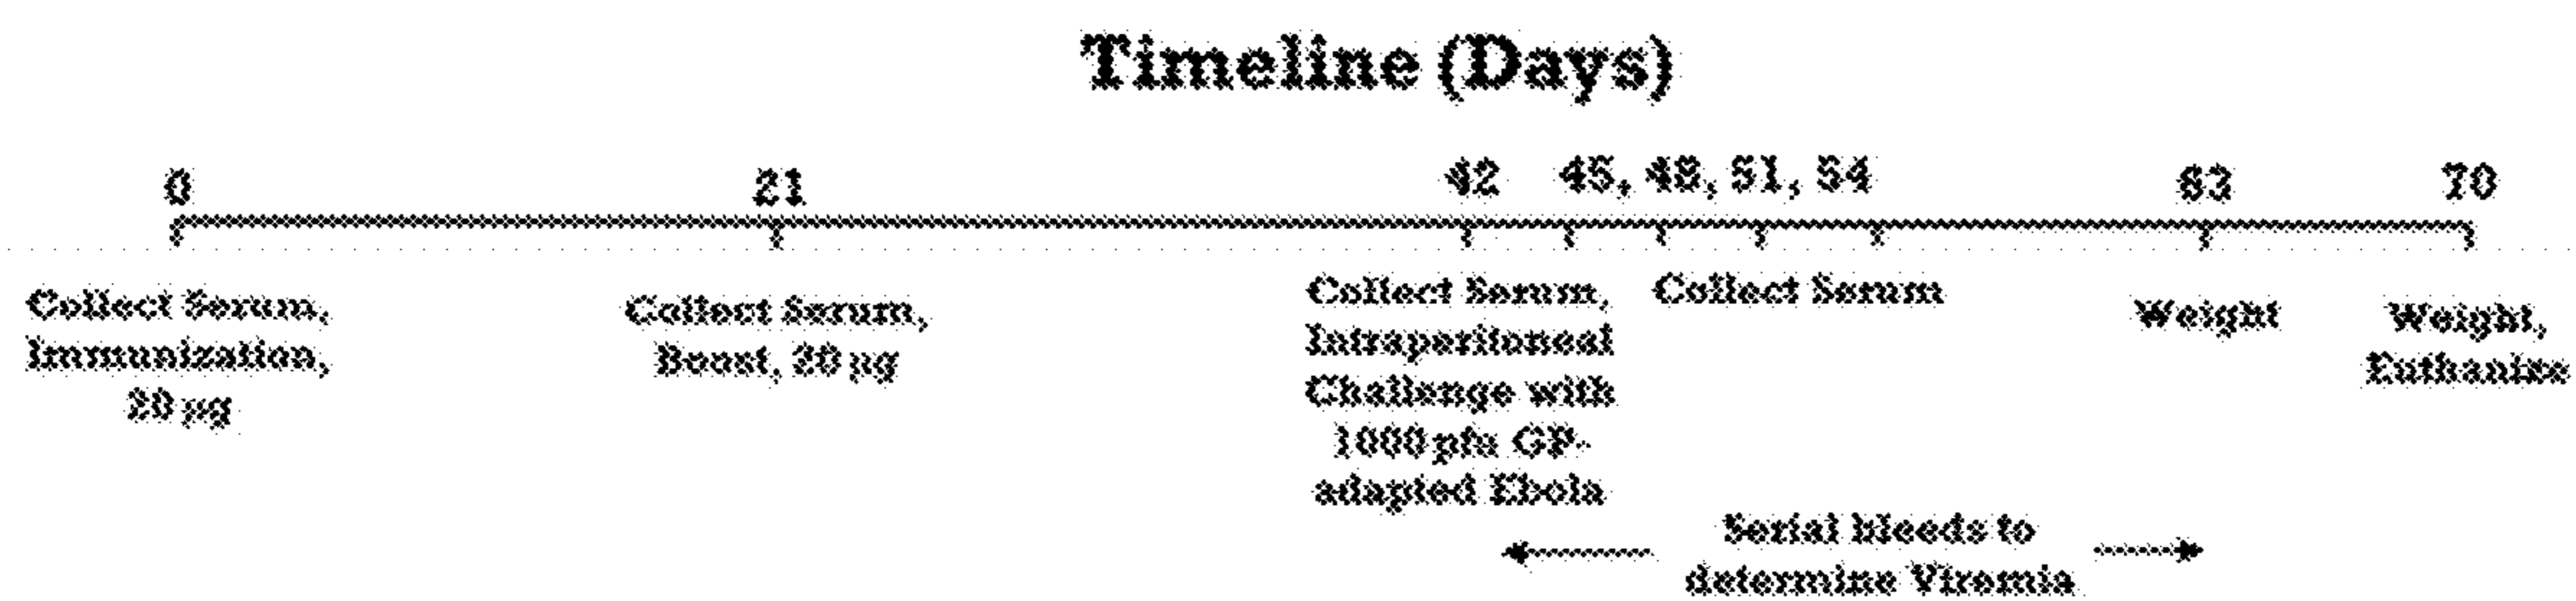 Timeline (Days)
0 21 42 45, 48, 51, 54 63 70
Collect Serum,
Immunization,
20 µg
Collect Serum,
Boost, 20 µg
Collect Serum,
Intraperitoneal
Challenge with
1000 pfu GP-
adapted Ebola
Collect Serum
Weight
Weight,
Euthanize
Serial bleeds to
determine Viremia